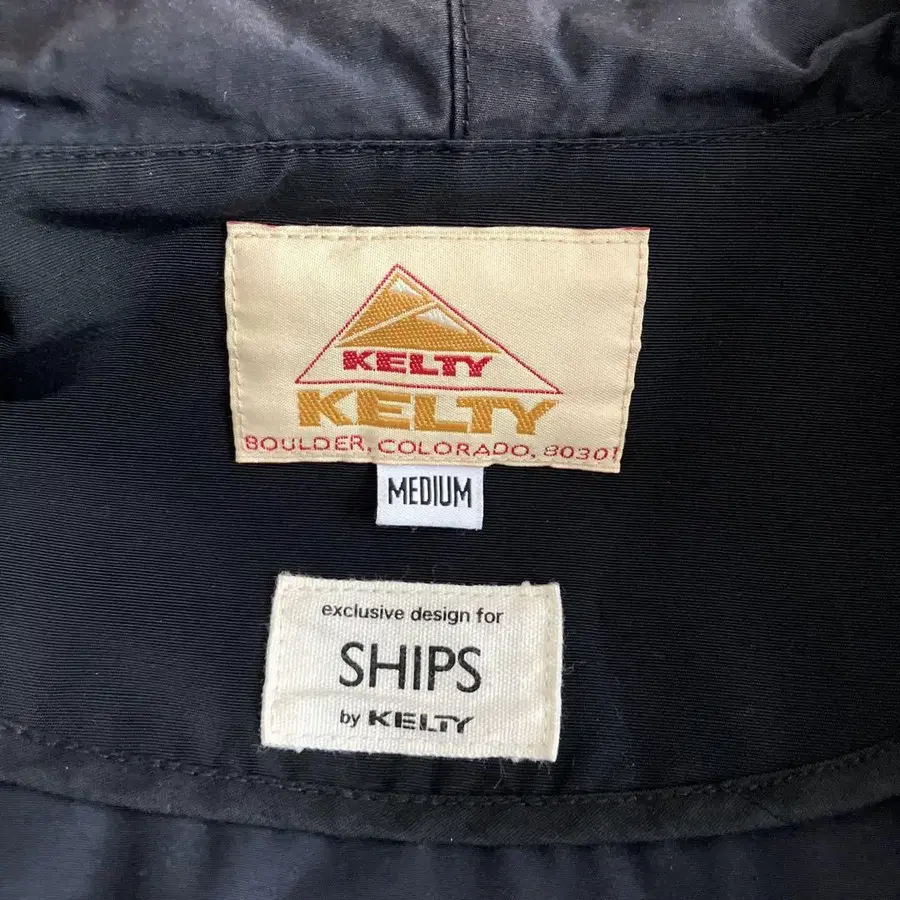 KELTY
KELTY
BOULDER, COLORADO, 80301
MEDIUM
exclusive design for
SHIPS
by KELTY